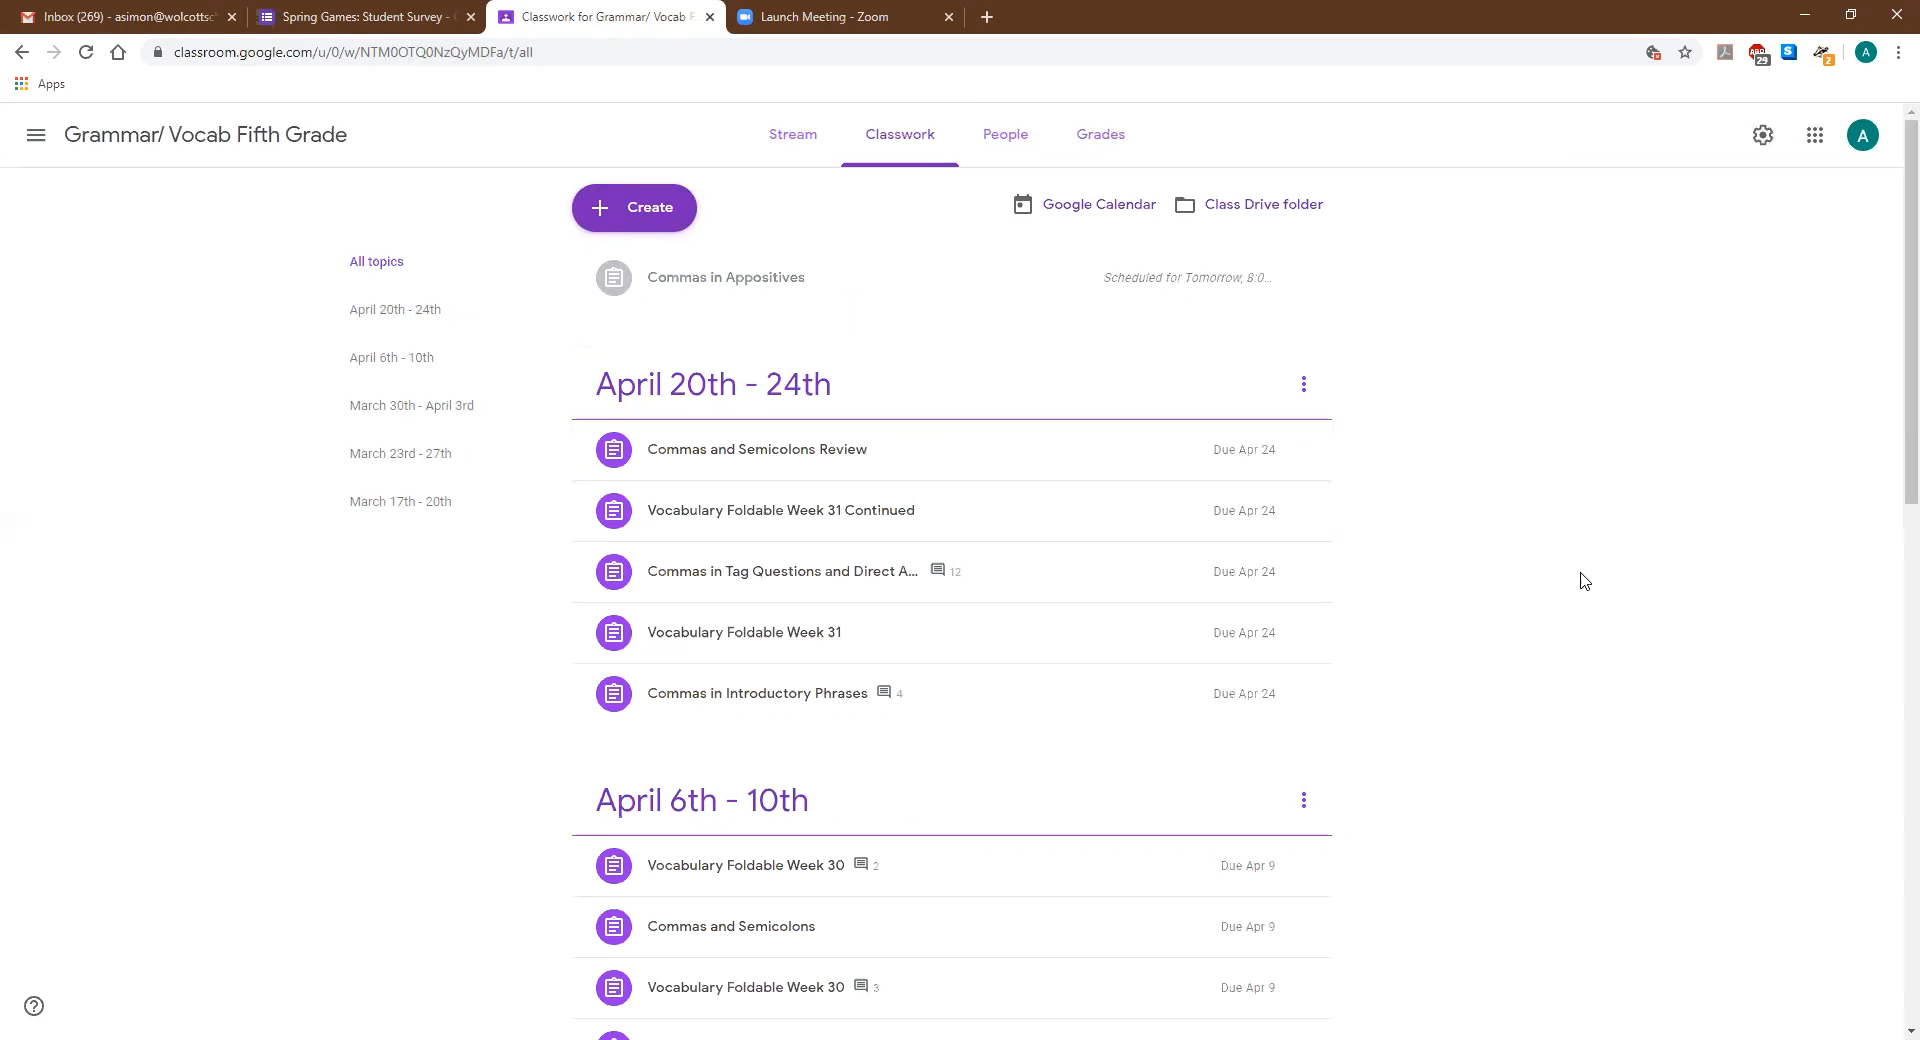 Inbox (269) - asimon@wolcottsc
Spring Games: Student Survey -
Classwork for Grammar/ Vocab F
Launch Meeting - Zoom
classroom.google.com/u/0/w/NTM0OTQ0NzQyMDFa/t/all
29
2
A
Apps
Grammar/ Vocab Fifth Grade
Stream
Classwork
People
Grades
A
Create
Google Calendar
Class Drive folder
All topics
April 20th - 24th
April 6th - 10th
March 30th - April 3rd
March 23rd - 27th
March 17th - 20th
Commas in Appositives
Scheduled for Tomorrow, 8:0...
April 20th - 24th
Commas and Semicolons Review
Due Apr 24
Vocabulary Foldable Week 31 Continued
Due Apr 24
Commas in Tag Questions and Direct A...
12
Due Apr 24
Vocabulary Foldable Week 31
Due Apr 24
Commas in Introductory Phrases
4
Due Apr 24
April 6th - 10th
Vocabulary Foldable Week 30
2
Due Apr 9
Commas and Semicolons
Due Apr 9
Vocabulary Foldable Week 30
3
Due Apr 9